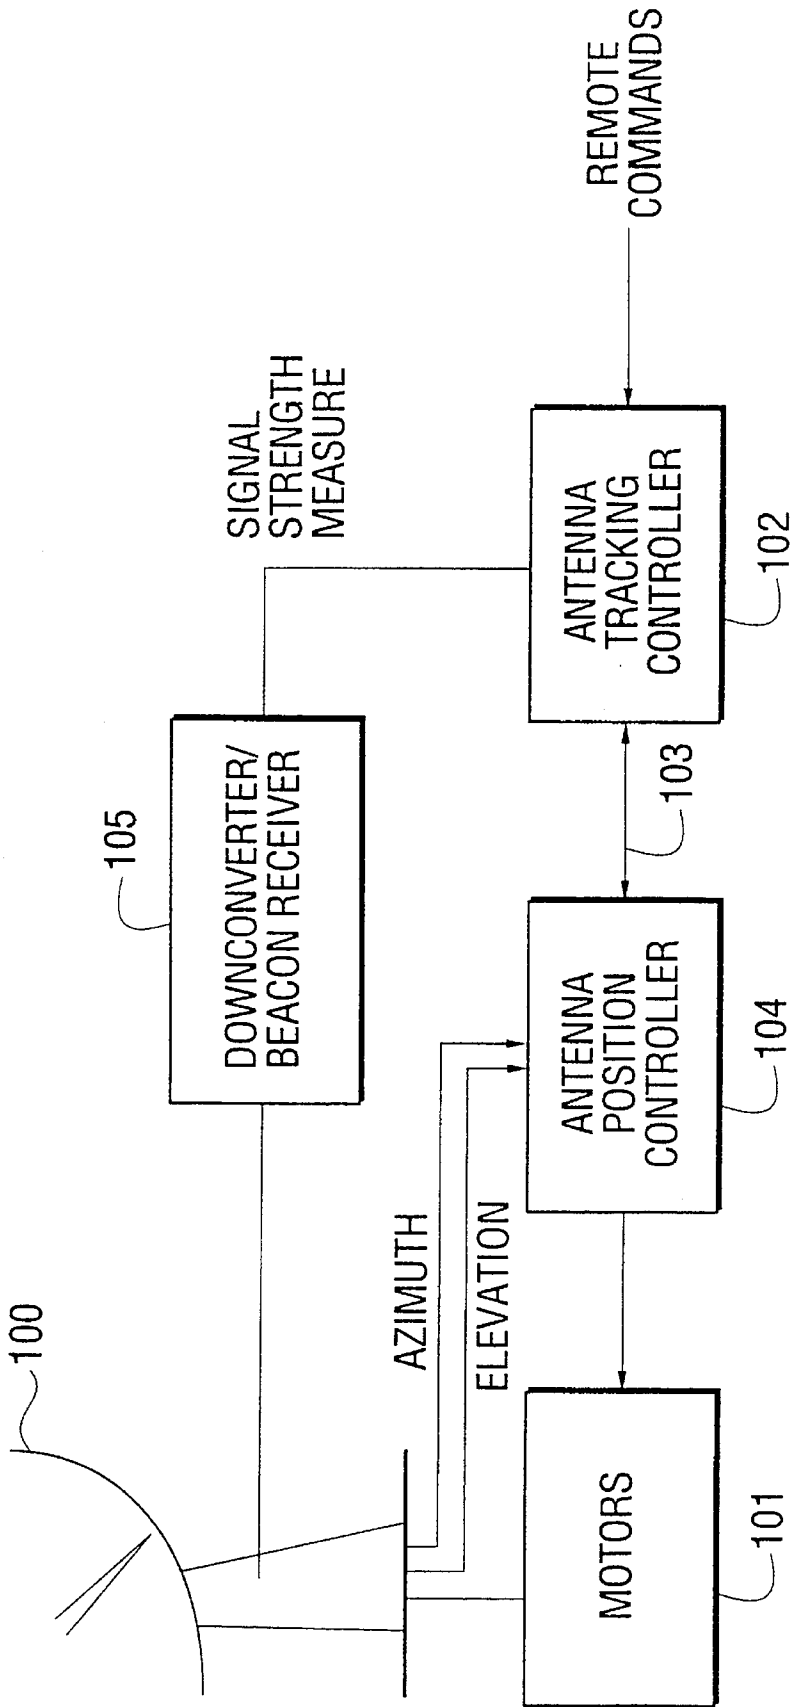 100
105
DOWNCONVERTER/
BEACON RECEIVER
SIGNAL
STRENGTH
MEASURE
AZIMUTH
ELEVATION
MOTORS
101
ANTENNA
POSITION
CONTROLLER
104
103
ANTENNA
TRACKING
CONTROLLER
102
REMOTE
COMMANDS